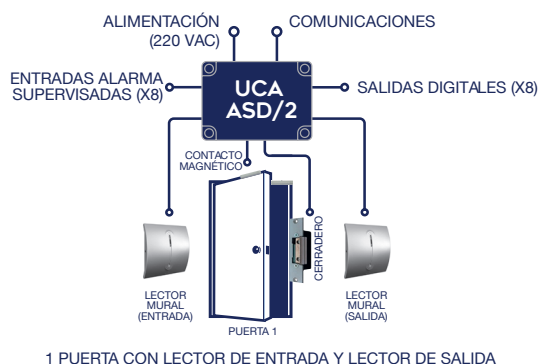 ALIMENTACIÓN
(220 VAC)
COMUNICACIONES
ENTRADAS ALARMA
SUPERVISADAS (X8)
UCA
ASD/2
SALIDAS DIGITALES (X8)
CONTACTO
MAGNÉTICO
CERRADERO
LECTOR
MURAL
(ENTRADA)
LECTOR
MURAL
(SALIDA)
PUERTA 1
1 PUERTA CON LECTOR DE ENTRADA Y LECTOR DE SALIDA